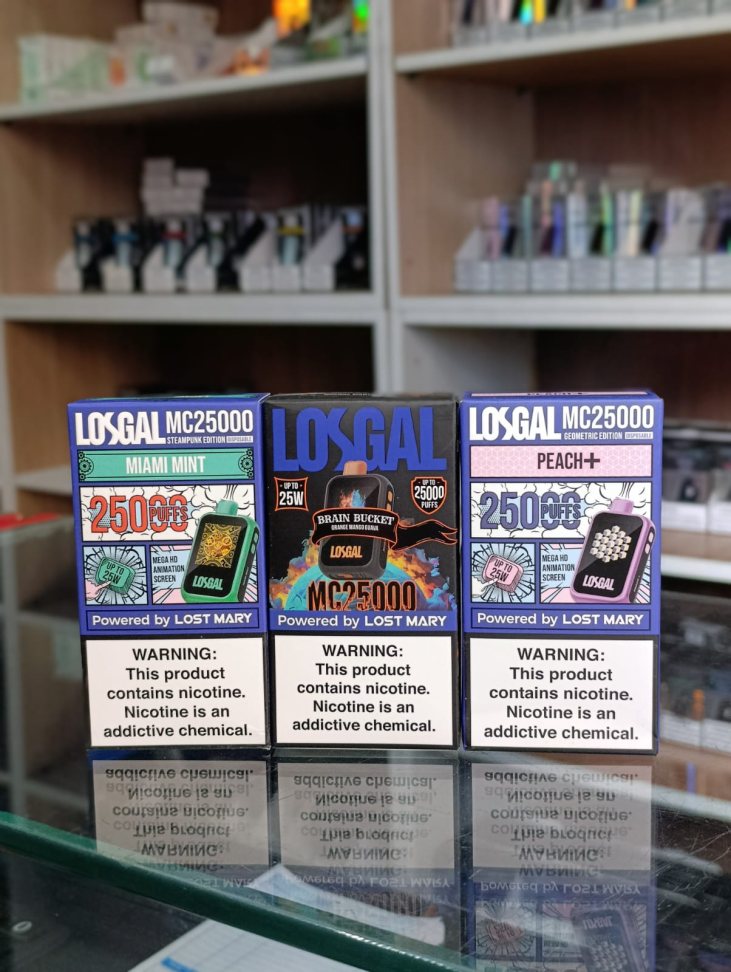 LOSGAL MC25000
STEAMPUNK EDITION DISPOSABLE
MIAMI MINT
25000
PUFFS
UP TO
25W
MEGA HD
ANIMATION
SCREEN
LOSGAL
Powered by LOST MARY
WARNING:
This product
contains nicotine.
Nicotine is an
addictive chemical.
LOSGAL
UP TO
25W
UP TO
25000
PUFFS
BRAIN BUCKET
ORANGE MANGO GUAVA
LOSGAL
MC25000
Powered by LOST MARY
WARNING:
This product
contains nicotine.
Nicotine is an
addictive chemical.
LOSGAL MC25000
GEOMETRIC EDITION DISPOSABLE
PEACH+
25000
PUFFS
UP TO
25W
MEGA HD
ANIMATION
SCREEN
LOSGAL
Powered by LOST MARY
WARNING:
This product
contains nicotine.
Nicotine is an
addictive chemical.